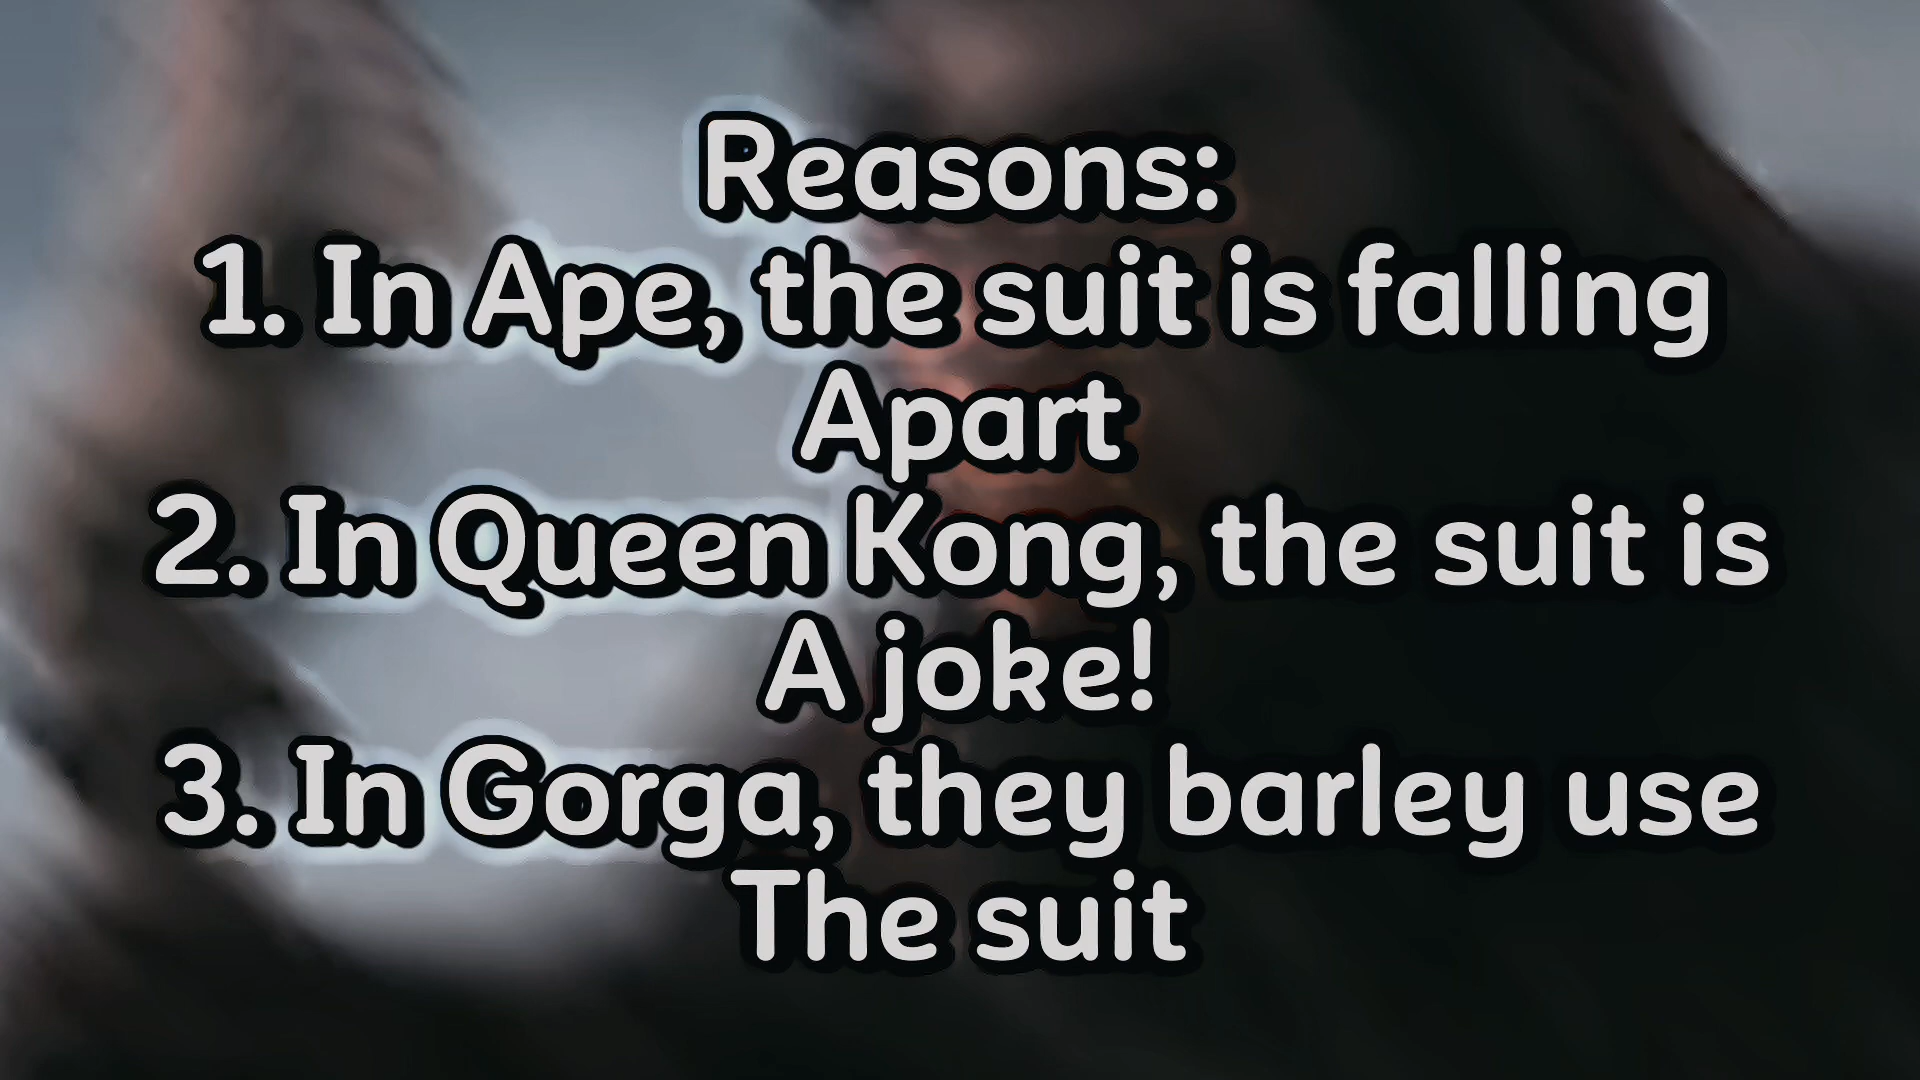 Reasons:
1. In Ape, the suit is falling
Apart
2. In Queen Kong, the suit is
A joke!
3. In Gorga, they barley use
The suit